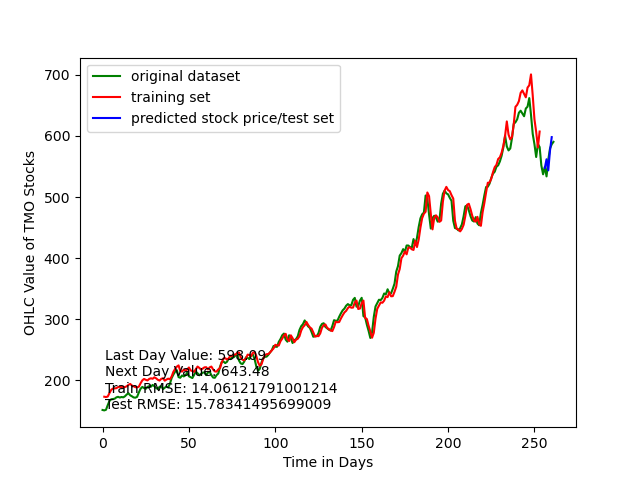 original dataset
training set
predicted stock price/test set
OHLC Value of TMO Stocks
700
600
500
400
300
200
Last Day Value: 598.09
Next Day Value: 643.48
Train RMSE: 14.06121791001214
Test RMSE: 15.78341495699009
0 50 100 150 200 250
Time in Days